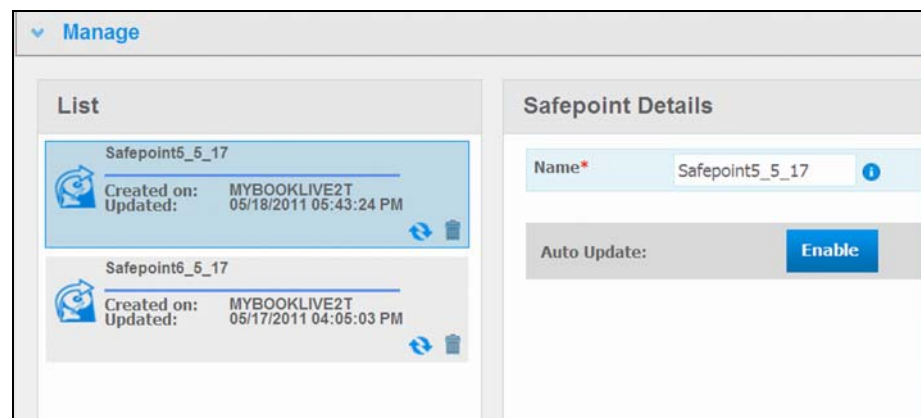 Manage
List
Safepoint5_5_17
Created on: MYBOOKLIVE2T
Updated: 05/18/2011 05:43:24 PM
Safepoint6_5_17
Created on: MYBOOKLIVE2T
Updated: 05/17/2011 04:05:03 PM
Safepoint Details
Name* Safepoint5_5_17
Auto Update: Enable